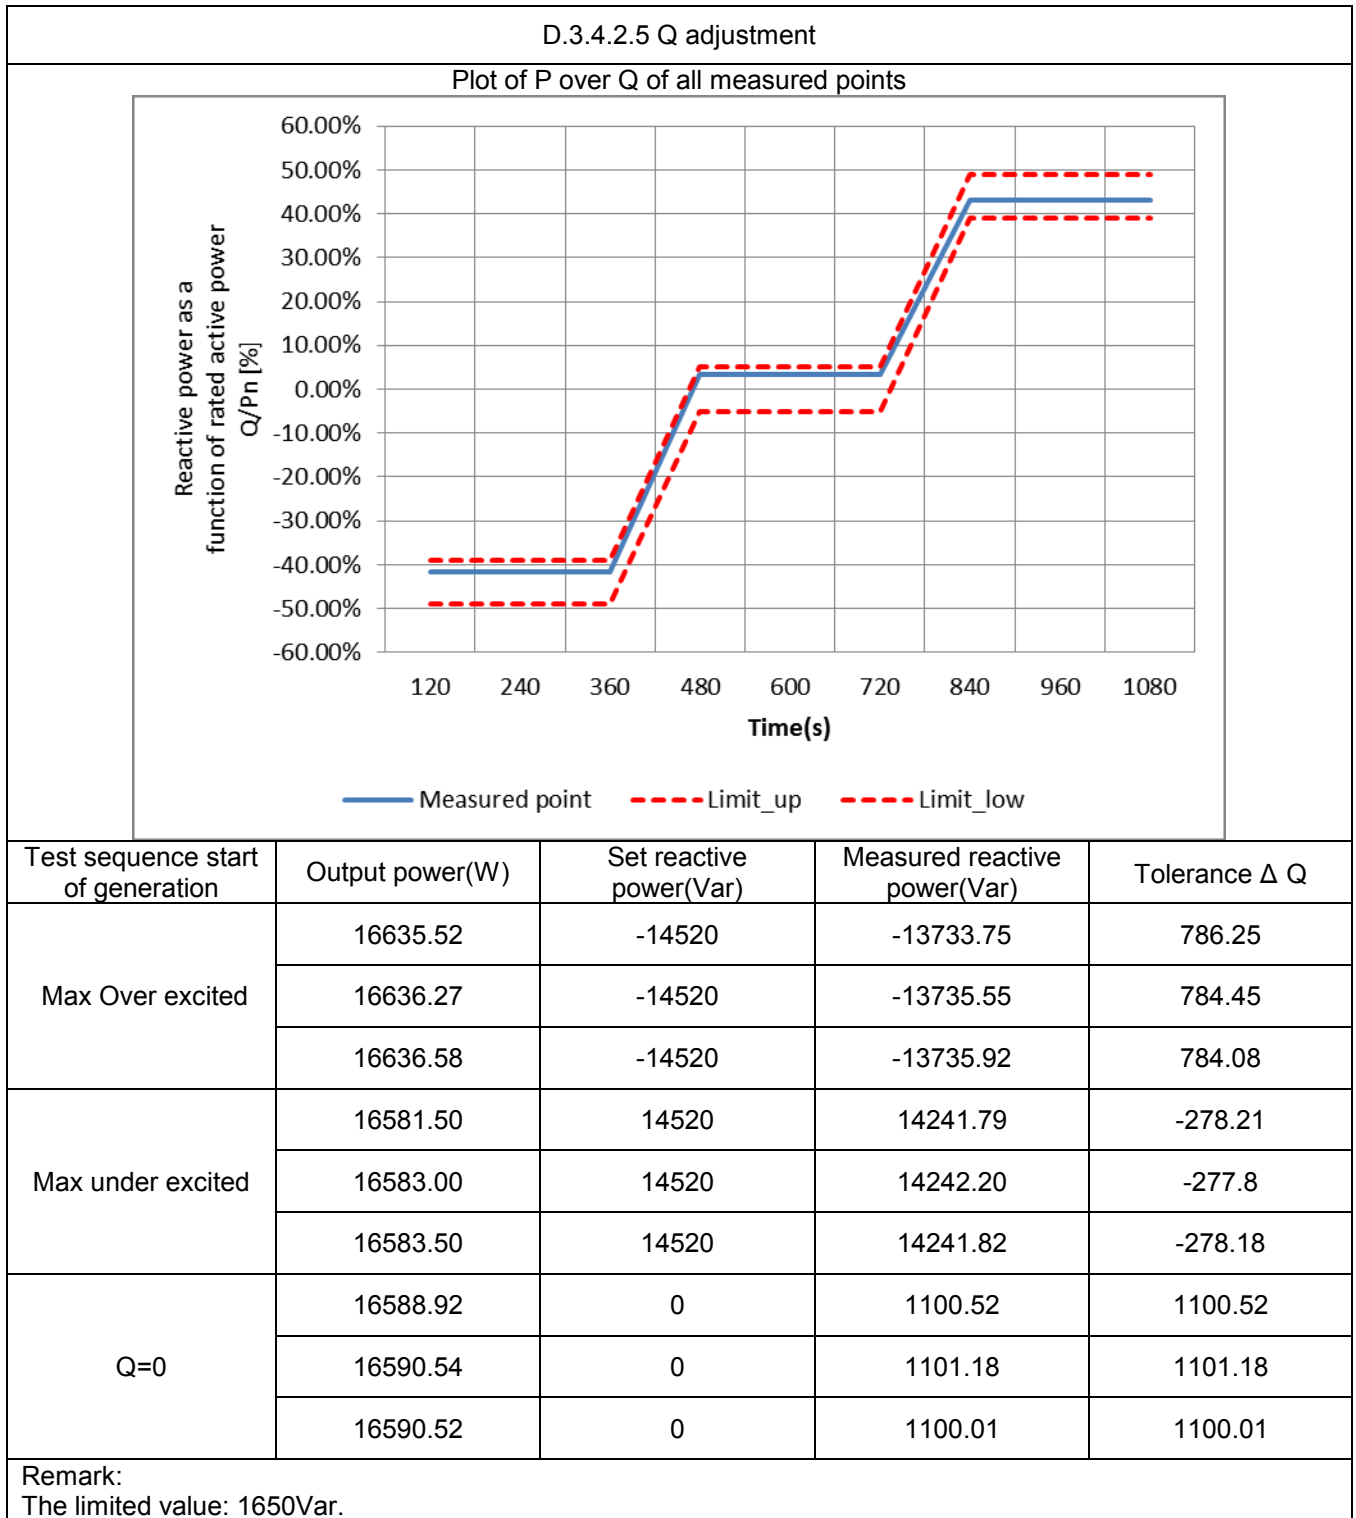 D.3.4.2.5 Q adjustment
Plot of P over Q of all measured points
Reactive power as a
function of rated active power
Q/Pn [%]
60.00%
50.00%
40.00%
30.00%
20.00%
10.00%
0.00%
-10.00%
-20.00%
-30.00%
-40.00%
-50.00%
-60.00%
120 240 360 480 600 720 840 960 1080
Time(s)
Measured point Limit_up Limit_low
Test sequence start
of generation
Output power(W)
Set reactive
power(Var)
Measured reactive
power(Var)
Tolerance Δ Q
Max Over excited
16635.52 -14520 -13733.75 786.25
16636.27 -14520 -13735.55 784.45
16636.58 -14520 -13735.92 784.08
Max under excited
16581.50 14520 14241.79 -278.21
16583.00 14520 14242.20 -277.8
16583.50 14520 14241.82 -278.18
Q=0
16588.92 0 1100.52 1100.52
16590.54 0 1101.18 1101.18
16590.52 0 1100.01 1100.01
Remark:
The limited value: 1650Var.